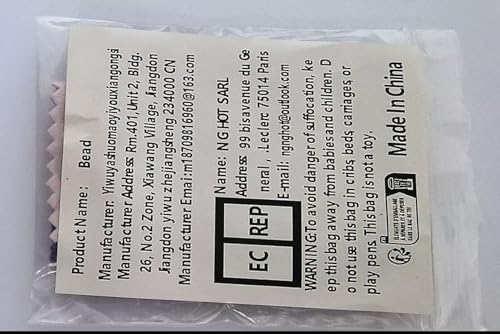 Product Name: Bead
Manufacturer: Yiwuyashuomaoyiyouxiangongsi
Manufacturer Address: Rm.401,Unit2, Bldg.
26, No.2 Zone, Xiawang Village, Jiangdon
Jiangdon yiwu zhejiangsheng 234000 CN
Manufacturer Email:m18709816960@163.com
EC REP
Name: NG HOT SARL
Address: 99 bisavenue du Ge
neral , .Leclerc 75014 Paris
E-mail: ngnghot@outlook.com
WARNING:To avoid danger of suffocation, ke
ep this bag away from babies and children. D
o not use this bag in cribs, beds, carriages, or
play pens. This bag is not a toy.
Made In China